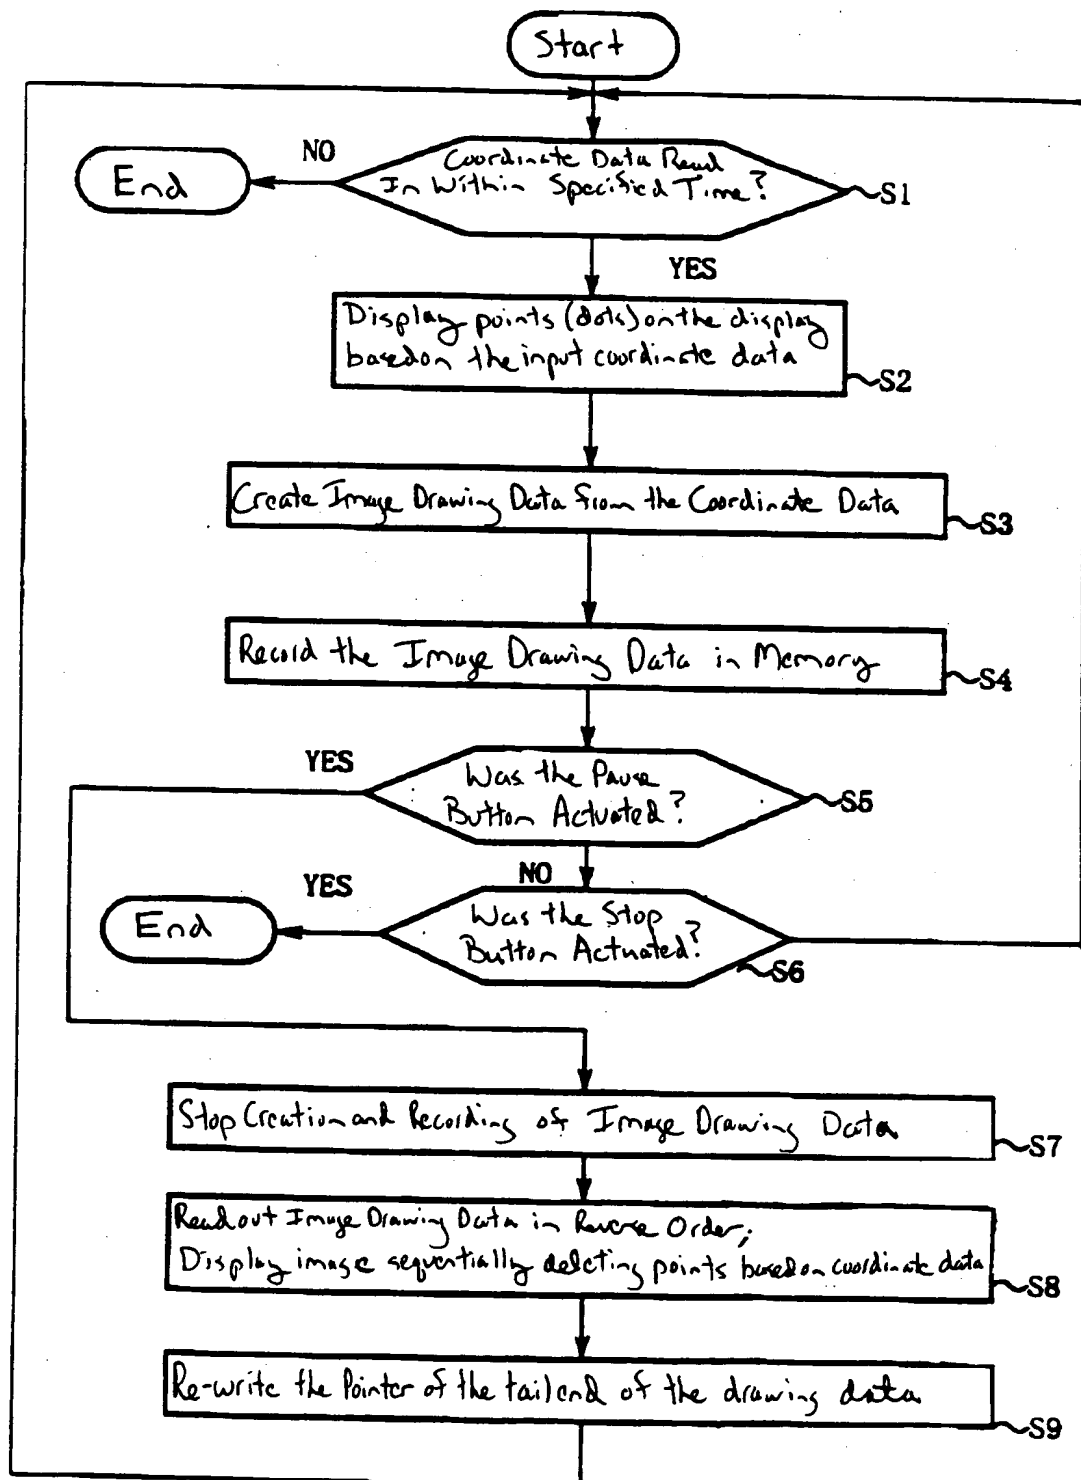 Start
NO
Coordinate Data Read
In Within Specified Time?
End
S1
YES
Display points (dots) on the display
based on the input coordinate data
S2
Create Image Drawing Data from the Coordinate Data
S3
Record the Image Drawing Data in Memory
S4
YES
Was the Pause
Button Actuated?
S5
NO
YES
Was the Stop
Button Actuated?
End
S6
Stop Creation and Recording of Image Drawing Data
S7
Readout Image Drawing Data in Reverse Order;
Display image sequentially deleting points based on coordinate data
S8
Re-write the Pointer of the tail end of the drawing data
S9